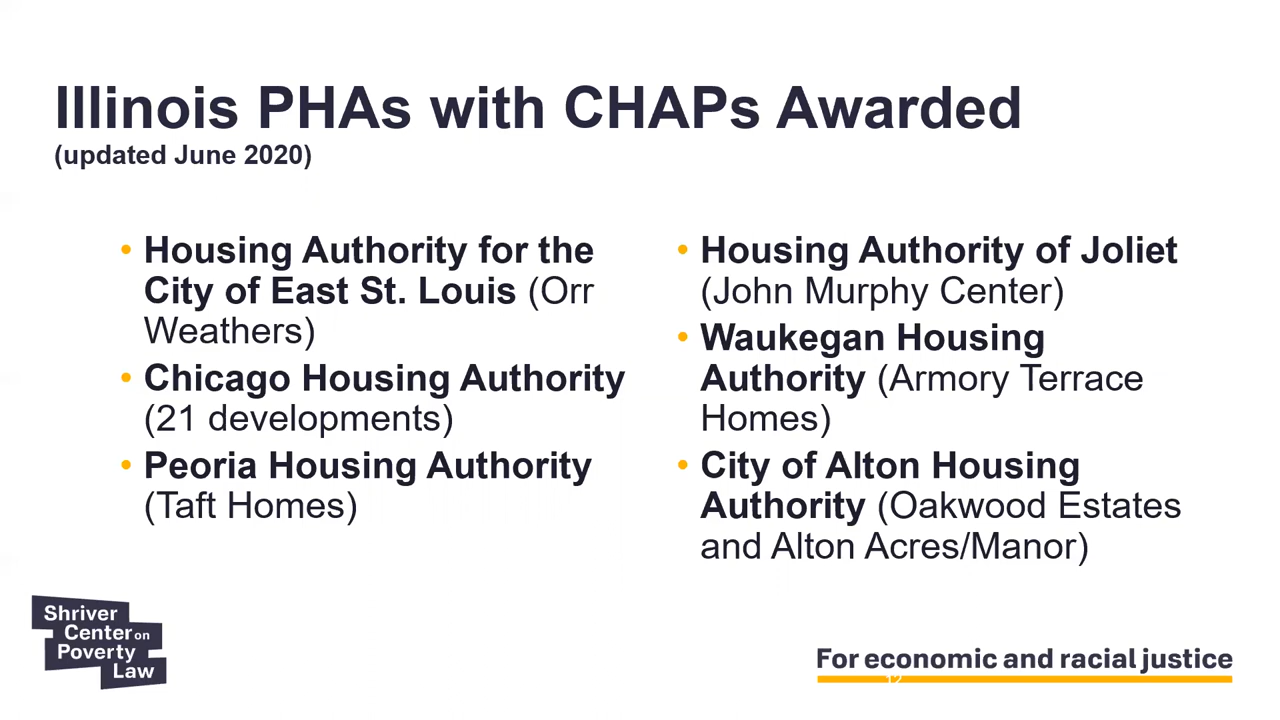 Illinois PHAs with CHAPs Awarded
(updated June 2020)
• Housing Authority for the
City of East St. Louis (Orr
Weathers)
• Chicago Housing Authority
(21 developments)
• Peoria Housing Authority
(Taft Homes)
• Housing Authority of Joliet
(John Murphy Center)
• Waukegan Housing
Authority (Armory Terrace
Homes)
• City of Alton Housing
Authority (Oakwood Estates
and Alton Acres/Manor)
Shriver
Center on
Poverty
Law
For economic and racial justice
12